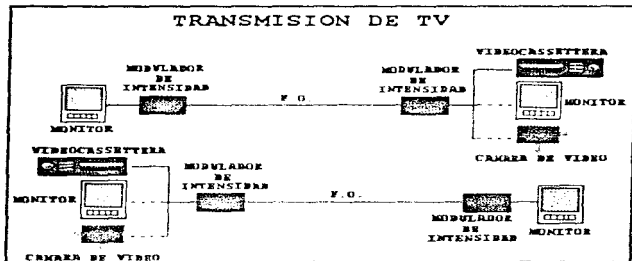 TRANSMISION DE TV
VIDEOCASSETTERA
MODULADOR
DE
INTENSIDAD
MODULADOR
DE
INTENSIDAD
F.O.
MONITOR
MONITOR
CAMARA DE VIDEO
VIDEOCASSETTERA
MODULADOR
DE
INTENSIDAD
MONITOR
F.O.
MODULADOR
DE
INTENSIDAD
MONITOR
CAMARA DE VIDEO